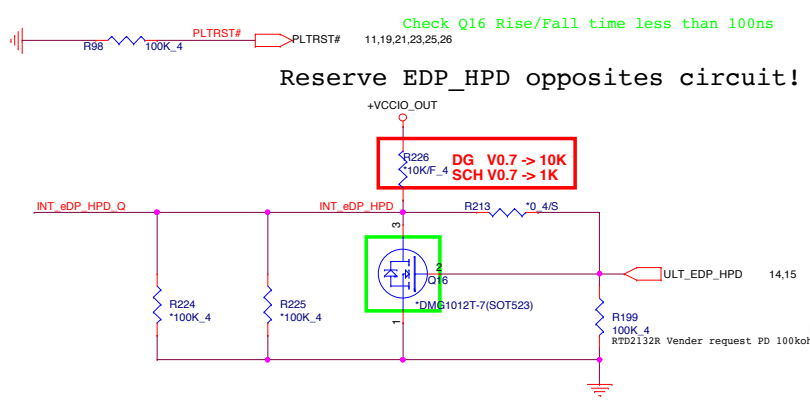 Check Q16 Rise/Fall time less than 100ns
PLTRST#
PLTRST# 11,19,21,23,25,26
R98 100K_4
Reserve EDP_HPD opposites circuit!
+VCCIO_OUT
R226
*10K/F_4
DG V0.7 -> 10K
SCH V0.7 -> 1K
INT_eDP_HPD_Q
INT_eDP_HPD
R213 *0_4/S
3
2
Q16
ULT_EDP_HPD 14,15
*DMG1012T-7(SOT523)
1
R224
*100K_4
R225
*100K_4
R199
100K_4
RTD2132R Vender request PD 100koh